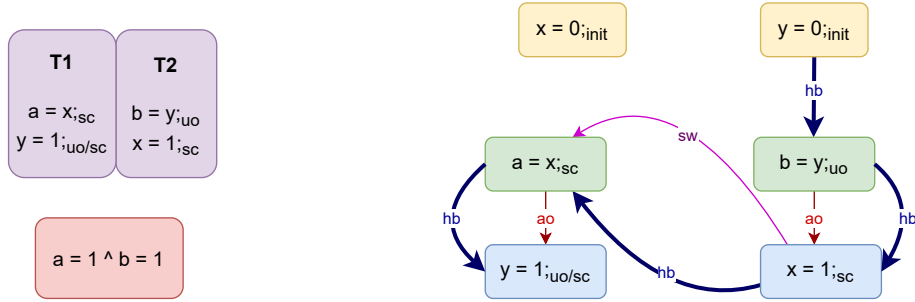 T1
a = x;sc
y = 1;uo/sc
T2
b = y;uo
x = 1;sc
a = 1 ^ b = 1
x = 0;init
y = 0;init
hb
sw
a = x;sc
b = y;uo
hb
ao
ao
hb
y = 1;uo/sc
hb
x = 1;sc